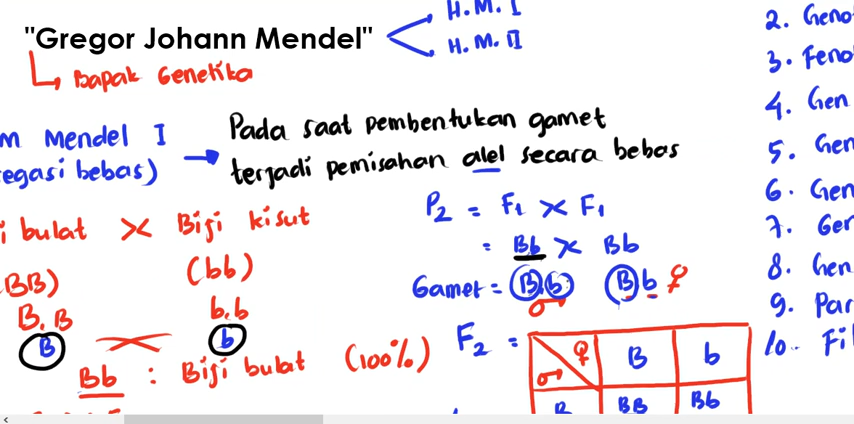 "Gregor Johann Mendel"
H.M. I
H.M. II
Bapak Genetika
m Mendel I
egasi bebas)
Pada saat pembentukan gamet
terjadi pemisahan alel secara bebas
i bulat X Biji kisut
BB) (bb)
B.B b.b
B b
Bb : Biji bulat (100%)
P2 = F1 X F1
= Bb X Bb
Gamet = B, b B, b ♀
♂
F2 =
♀ B b
♂
B BB Bb
2. Geno
3. Feno
4. Gen
5. Gen
6. Gen
7. Ger
8. Gen
9. Par
10. Fil